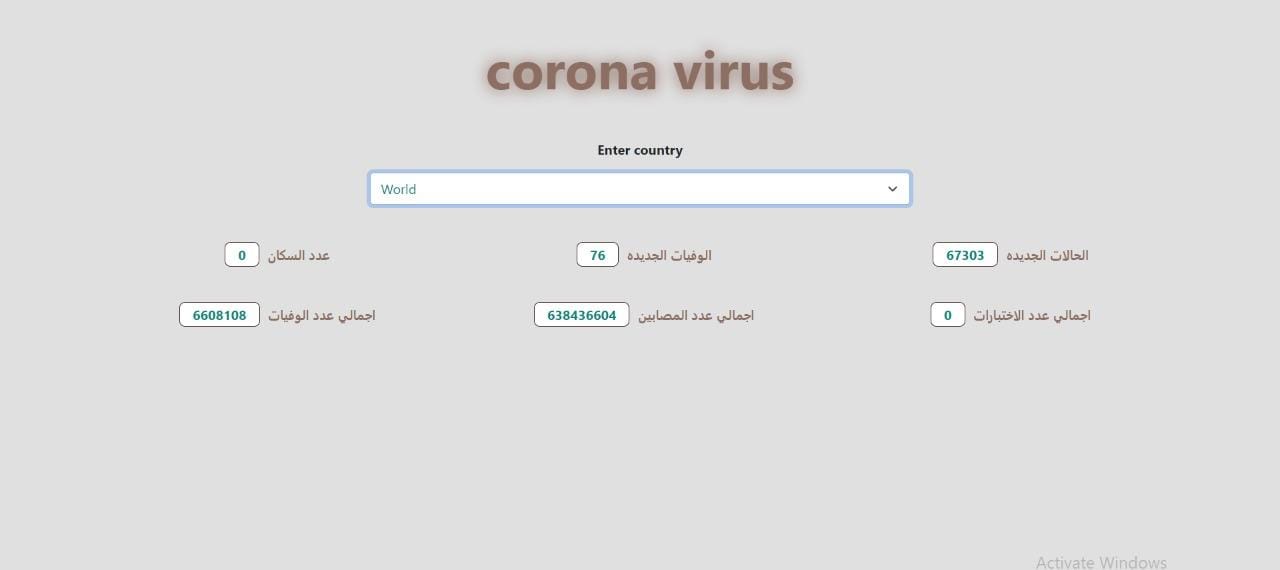 corona virus
Enter country
World
الحالات الجديده 67303
الوفيات الجديده 76
عدد السكان 0
اجمالي عدد الاختبارات 0
اجمالي عدد المصابين 638436604
اجمالي عدد الوفيات 6608108
Activate Windows